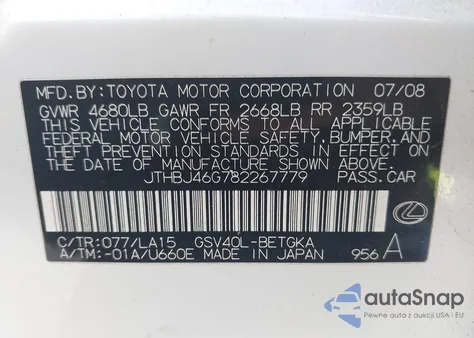 MFD.BY: TOYOTA MOTOR CORPORATION 07/08
GVWR 4680LB GAWR FR 2668LB RR 2359LB
THIS VEHICLE CONFORMS TO ALL APPLICABLE
FEDERAL MOTOR VEHICLE SAFETY, BUMPER, AND
THEFT PREVENTION STANDARDS IN EFFECT ON
THE DATE OF MANUFACTURE SHOWN ABOVE.
JTHBJ46G782267779 PASS.CAR
C/TR:077/LA15 GSV40L-BETGKA
A/TM:-01A/U660E MADE IN JAPAN 956 A
autoSnap
Pewne auta z aukcji USA i EU